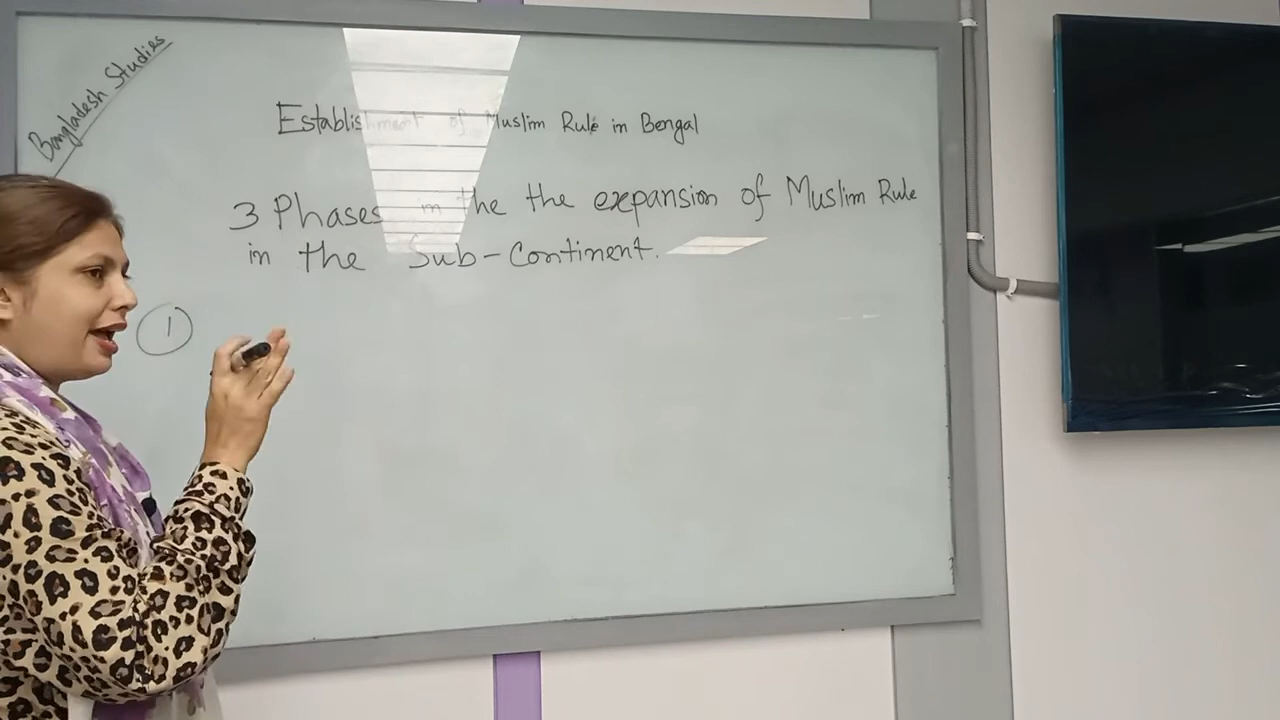 Bangladesh Studies
Establishment of Muslim Rule in Bengal
3 Phases in the the expansion of Muslim Rule
in the Sub-Continent.
1